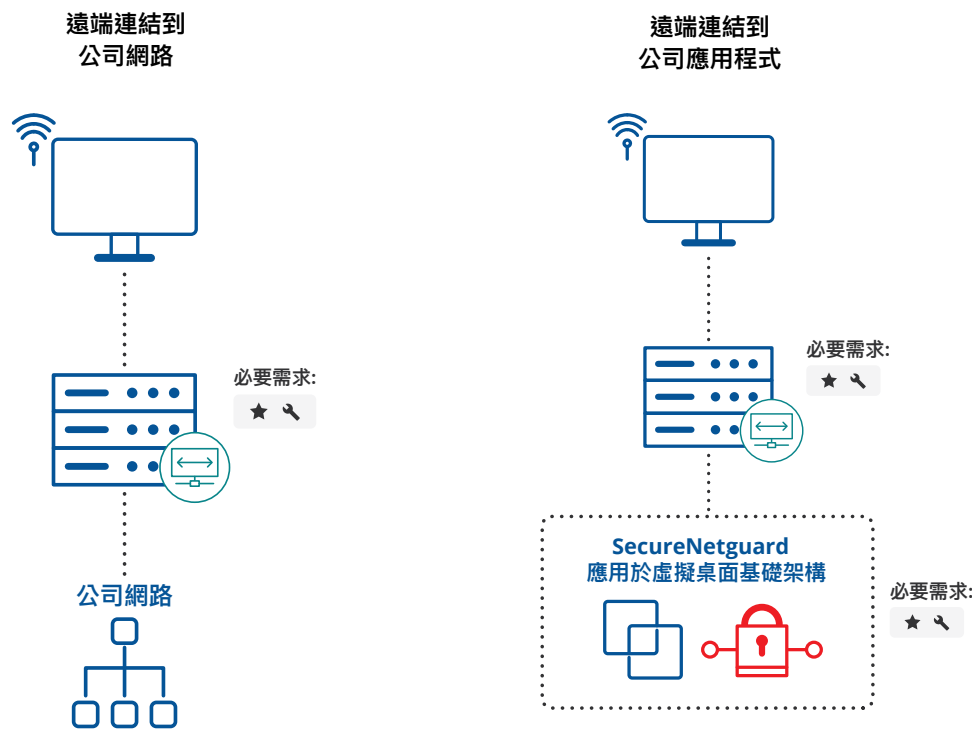 遠端連結到
公司網路
必要需求:
公司網路
遠端連結到
公司應用程式
必要需求:
SecureNetguard
應用於虛擬桌面基礎架構
必要需求: